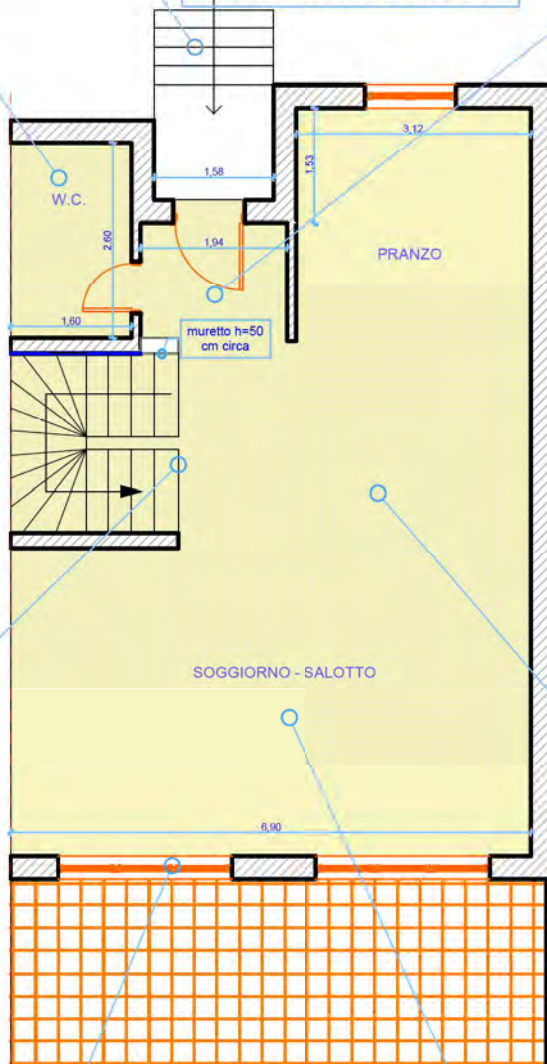 3,12
1,53
1,58
W.C.
2,60
1,94
PRANZO
1,60
muretto h=50
cm circa
SOGGIORNO - SALOTTO
6,90